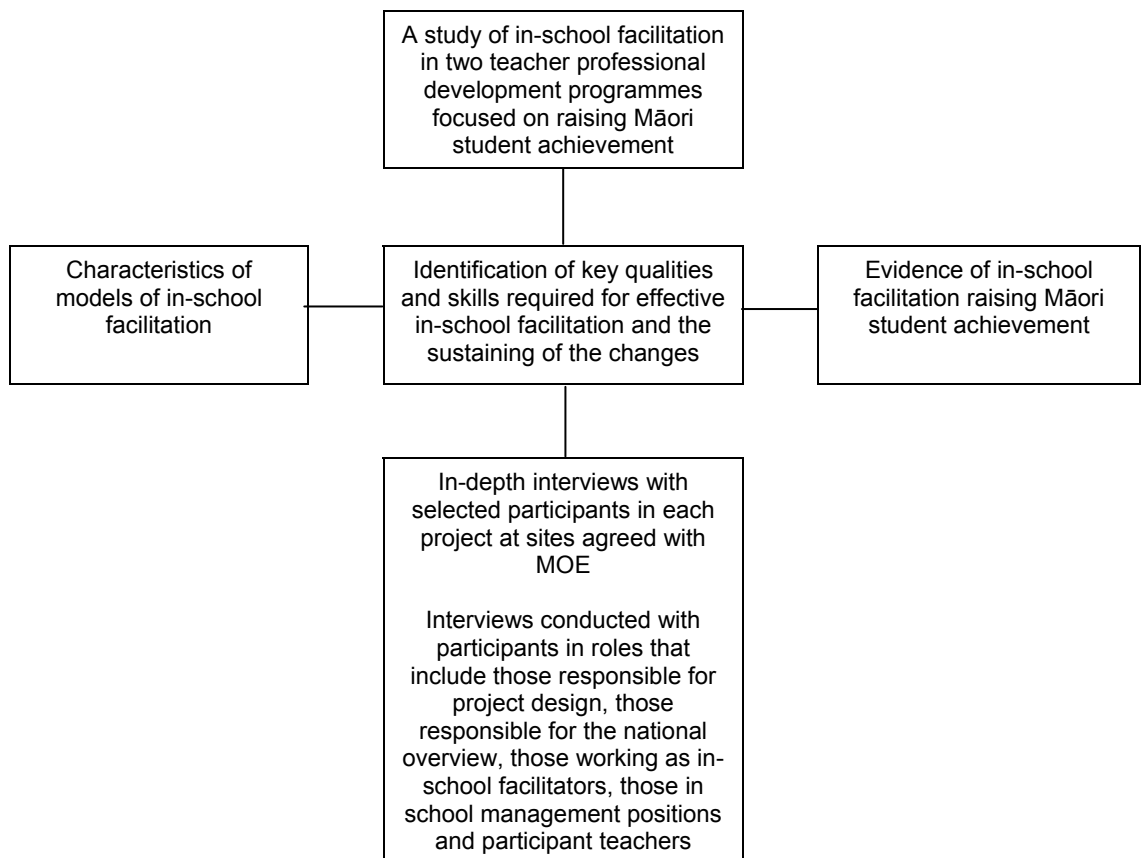 A study of in-school facilitation
in two teacher professional
development programmes
focused on raising Māori
student achievement
Characteristics of
models of in-school
facilitation
Identification of key qualities
and skills required for effective
in-school facilitation and the
sustaining of the changes
Evidence of in-school
facilitation raising Māori
student achievement
In-depth interviews with
selected participants in each
project at sites agreed with
MOE
Interviews conducted with
participants in roles that
include those responsible for
project design, those
responsible for the national
overview, those working as in-
school facilitators, those in
school management positions
and participant teachers